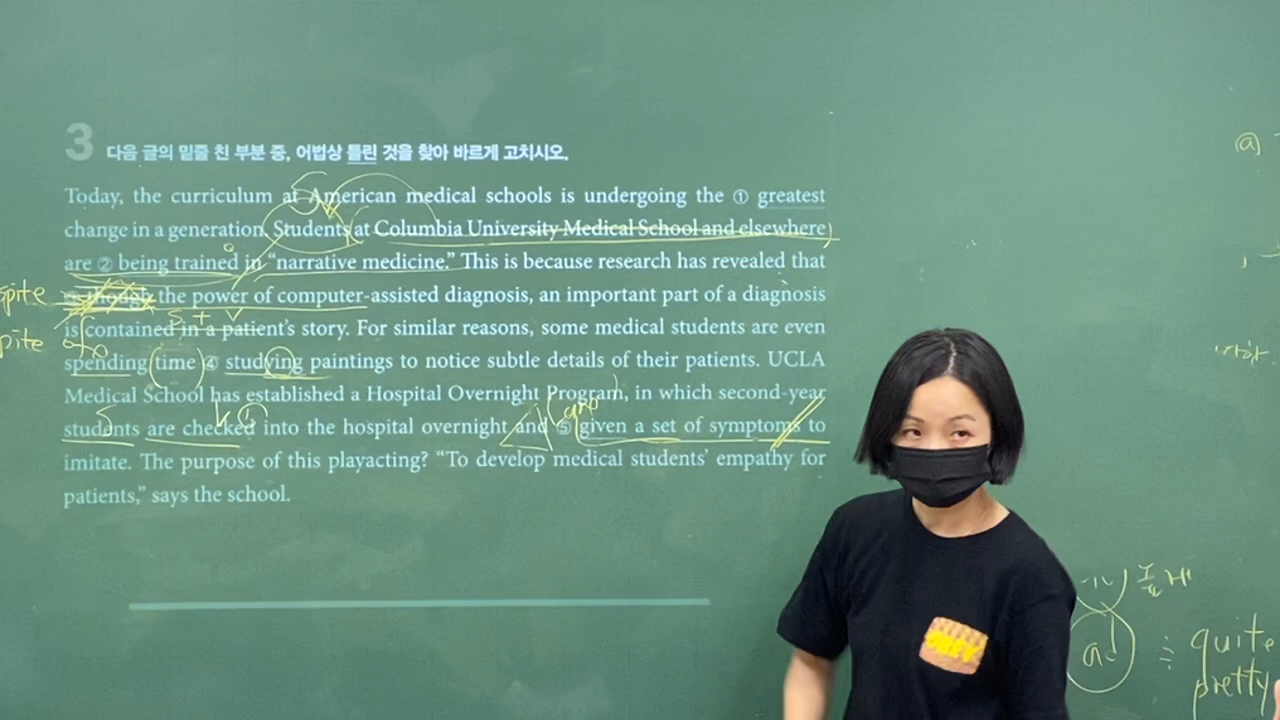 3 다음 글의 밑줄 친 부분 중, 어법상 틀린 것을 찾아 바르게 고치시오.
Today, the curriculum at American medical schools is undergoing the ① greatest
change in a generation. Students at Columbia University Medical School and elsewhere
are ② being trained in “narrative medicine.” This is because research has revealed that
though the power of computer-assisted diagnosis, an important part of a diagnosis
is contained in a patient’s story. For similar reasons, some medical students are even
spending time ④ studying paintings to notice subtle details of their patients. UCLA
Medical School has established a Hospital Overnight Program, in which second-year
students are checked into the hospital overnight and ⑤ given a set of symptoms to
imitate. The purpose of this playacting? “To develop medical students’ empathy for
patients,” says the school.
spite
pite of
S
S + V
S
V
①
are
ⓐ
ad
quite
pretty
OBEY